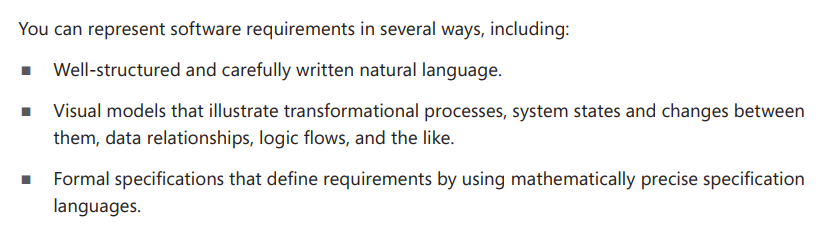 You can represent software requirements in several ways, including:
■ Well-structured and carefully written natural language.
■ Visual models that illustrate transformational processes, system states and changes between
them, data relationships, logic flows, and the like.
■ Formal specifications that define requirements by using mathematically precise specification
languages.